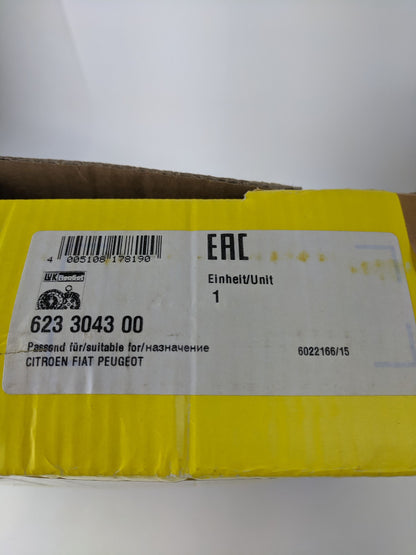 4 005108 178190
EAC
LuK RepSet
Einheit/Unit
1
623 3043 00
Passend für/suitable for/назначение
CITROEN FIAT PEUGEOT
6022166/15